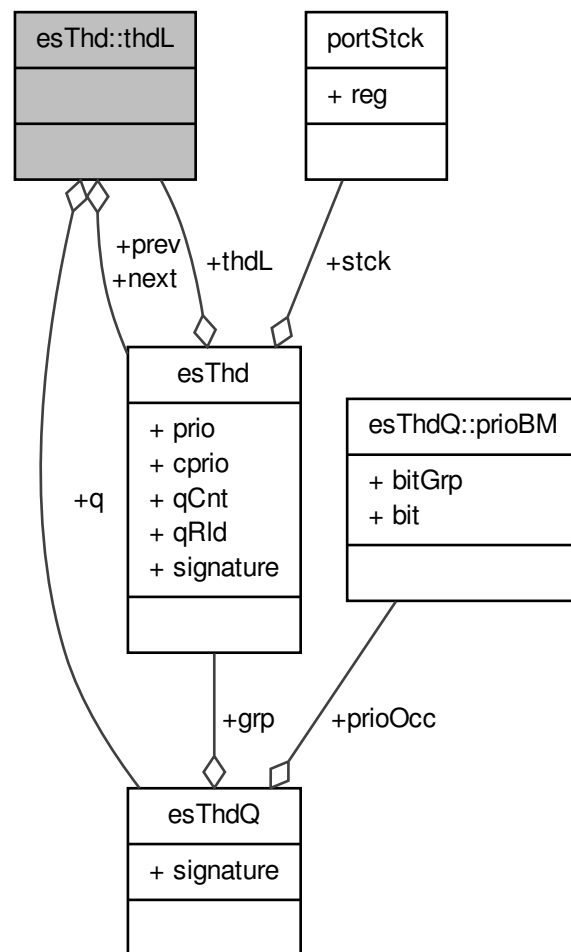 esThd::thdL
portStck
+ reg
+prev
+next
+thdL
+stck
esThd
+ prio
+ cprio
+ qCnt
+ qRld
+ signature
esThdQ::prioBM
+ bitGrp
+ bit
+q
+grp
+prioOcc
esThdQ
+ signature